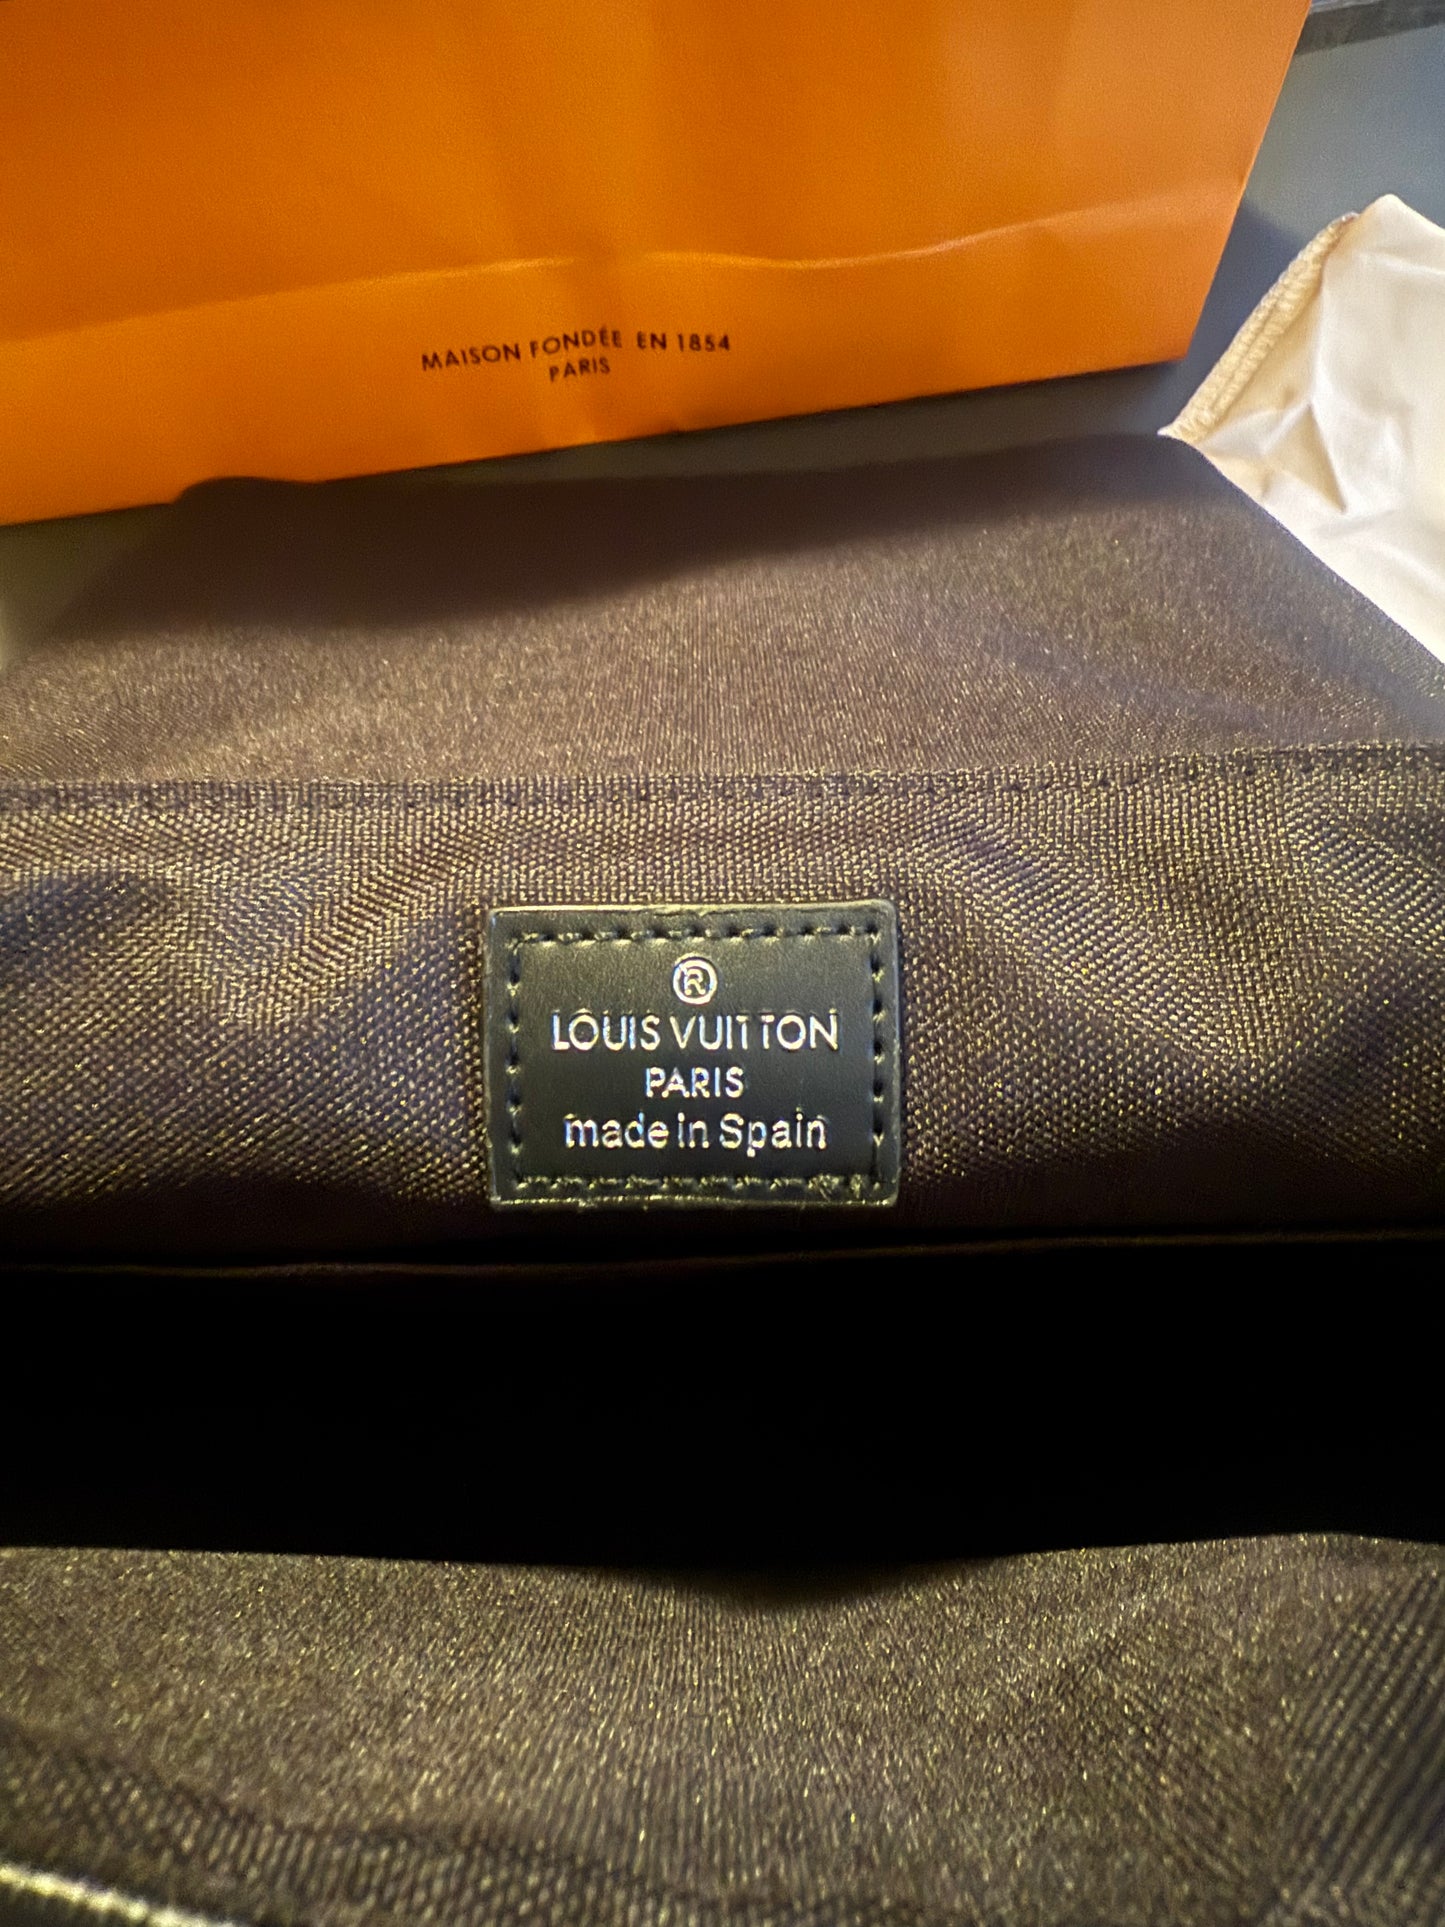 MAISON FONDÉE EN 1854
PARIS
®
LOUIS VUITTON
PARIS
made in Spain